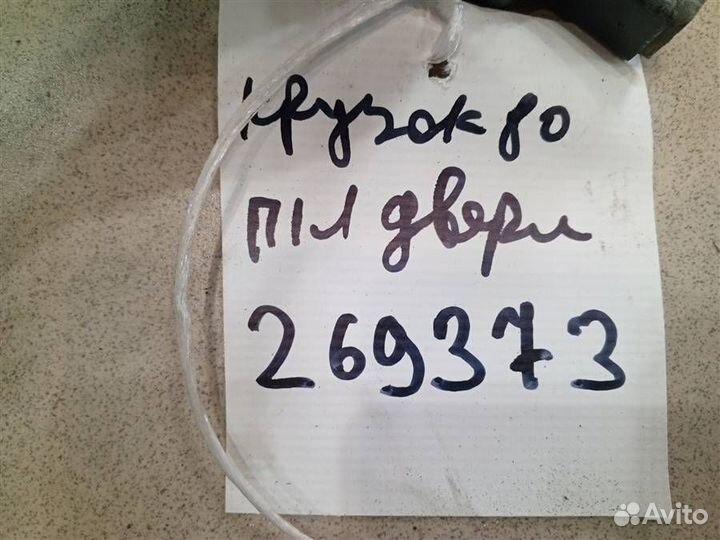 крузак 80
П/Л двери
269373
Avito